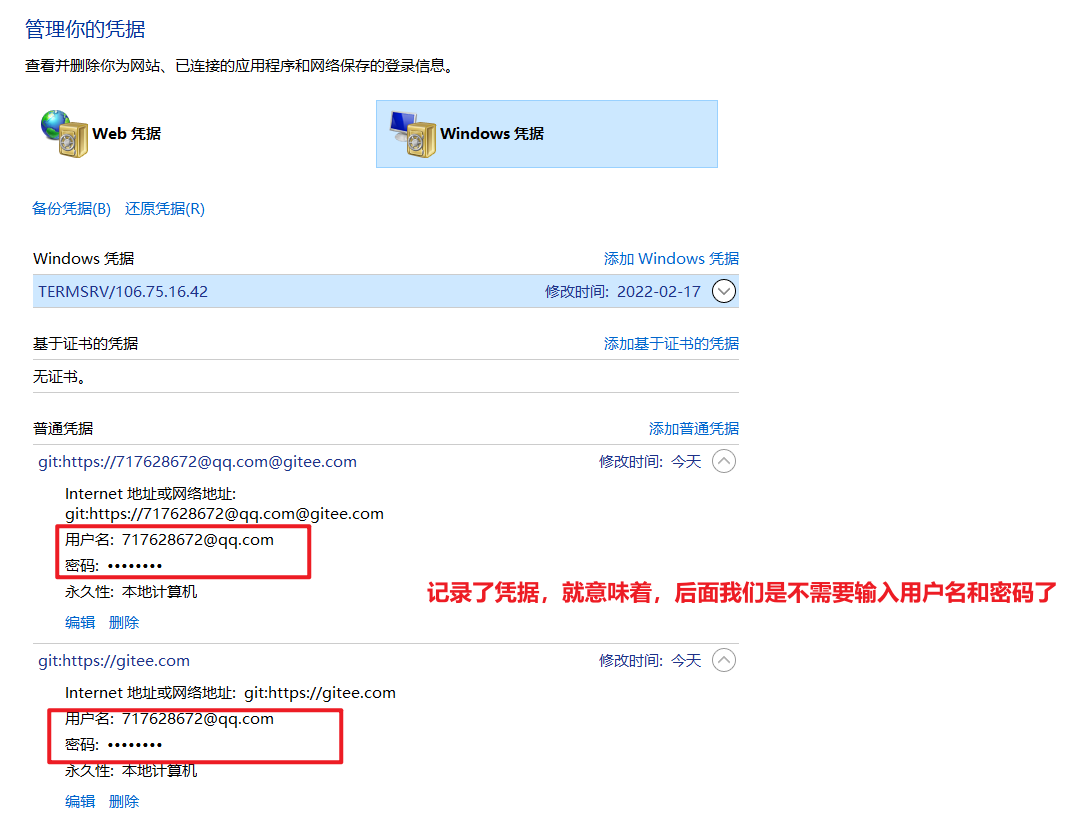 管理你的凭据
查看并删除你为网站、已连接的应用程序和网络保存的登录信息。
Web 凭据
Windows 凭据
备份凭据(B) 还原凭据(R)
Windows 凭据 添加 Windows 凭据
TERMSRV/106.75.16.42 修改时间: 2022-02-17
基于证书的凭据 添加基于证书的凭据
无证书。
普通凭据 添加普通凭据
git:https://717628672@qq.com@gitee.com 修改时间: 今天
Internet 地址或网络地址:
git:https://717628672@qq.com@gitee.com
用户名: 717628672@qq.com
密码: ••••••••
永久性: 本地计算机
记录了凭据，就意味着，后面我们是不需要输入用户名和密码了
编辑 删除
git:https://gitee.com 修改时间: 今天
Internet 地址或网络地址: git:https://gitee.com
用户名: 717628672@qq.com
密码: ••••••••
永久性: 本地计算机
编辑 删除